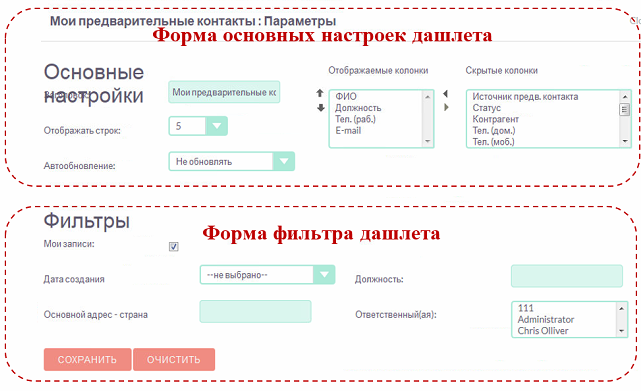 Мои предварительные контакты : Параметры
Форма основных настроек дашлета
Основные
настройки
Мои предварительные кс
Отображаемые колонки
Скрытые колонки
ФИО
Должность
Тел. (раб.)
E-mail
Источник предв. контакта
Статус
Контрагент
Тел. (дом.)
Тел. (моб.)
Отображать строк:
5
Автообновление:
Не обновлять
Фильтры
Форма фильтра дашлета
Мои записи:
Дата создания
--не выбрано--
Должность:
Основной адрес - страна
Ответственный(ая):
111
Administrator
Chris Olliver
СОХРАНИТЬ
ОЧИСТИТЬ